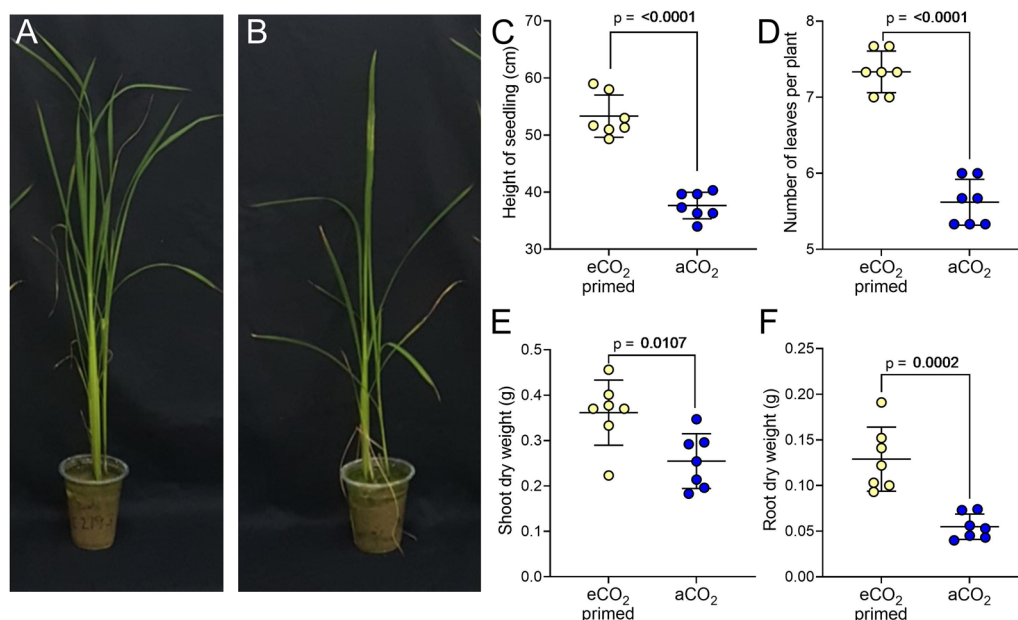 A
B
C
p = <0.0001
Height of seedling (cm)
70
60
50
40
30
eCO₂
primed
aCO₂
D
p = <0.0001
Number of leaves per plant
8
7
6
5
eCO₂
primed
aCO₂
E
p = 0.0107
Shoot dry weight (g)
0.5
0.4
0.3
0.2
0.1
0.0
eCO₂
primed
aCO₂
F
p = 0.0002
Root dry weight (g)
0.25
0.20
0.15
0.10
0.05
0.00
eCO₂
primed
aCO₂